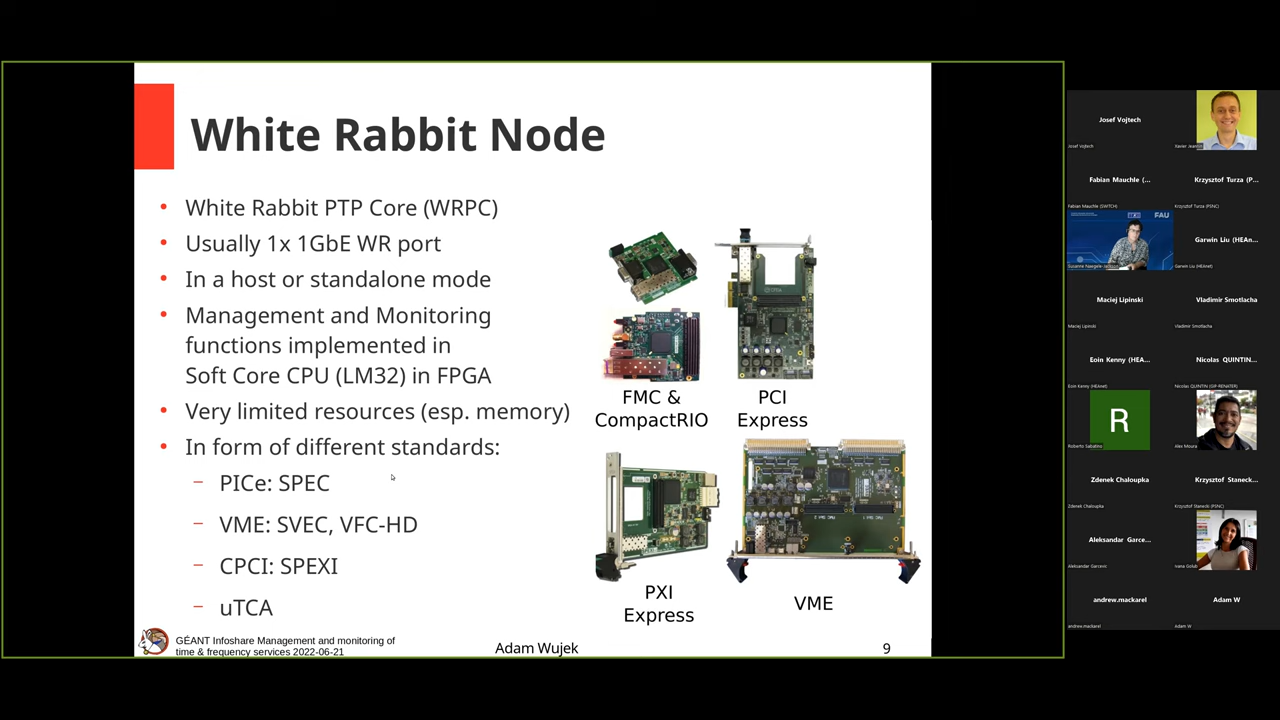 White Rabbit Node
• White Rabbit PTP Core (WRPC)
• Usually 1x 1GbE WR port
• In a host or standalone mode
• Management and Monitoring
functions implemented in
Soft Core CPU (LM32) in FPGA
• Very limited resources (esp. memory)
• In form of different standards:
– PICe: SPEC
– VME: SVEC, VFC-HD
– CPCI: SPEXI
– uTCA
FMC &
CompactRIO
PCI
Express
PXI
Express
VME
GÉANT Infoshare Management and monitoring of
time & frequency services 2022-06-21
Adam Wujek
9
Josef Vojtech
Josef Vojtech
Xavier Jeannin
Fabian Mauchle (...
Fabian Mauchle (SWITCH)
Krzysztof Turza (P...
Krzysztof Turza (PSNC)
FAU
Susanne Naegele-Jackson
Garwin Liu (HEAn...
Garwin Liu (HEAnet)
Maciej Lipinski
Maciej Lipinski
Vladimir Smotlacha
Vladimir Smotlacha
Eoin Kenny (HEA...
Eoin Kenny (HEAnet)
Nicolas QUINTIN...
Nicolas QUINTIN (GIP RENATER)
R
Roberto Sabatino
Alex Moura
Zdenek Chaloupka
Zdenek Chaloupka
Krzysztof Staneck...
Krzysztof Stanecki (PSNC)
Aleksandar Garce...
Aleksandar Garcevic
Ivana Golub
andrew.mackarel
andrew.mackarel
Adam W
Adam W